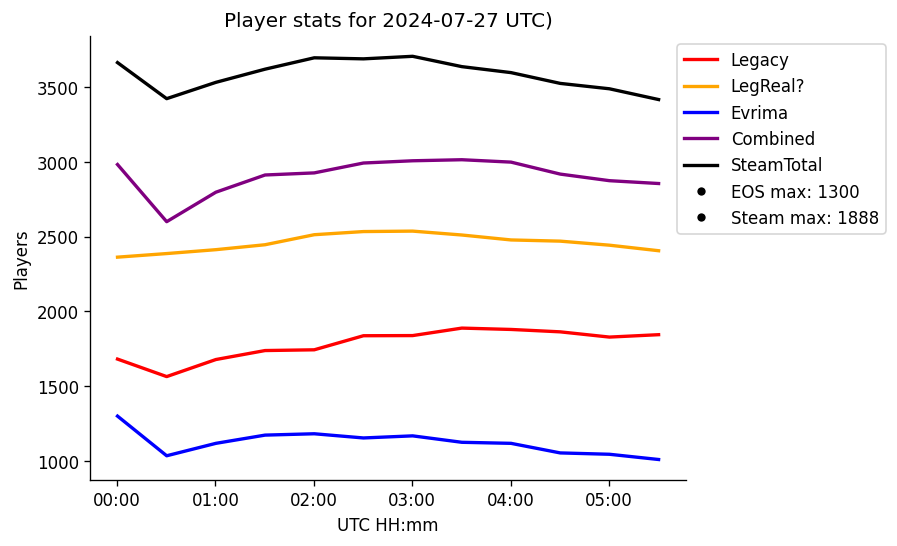 Player stats for 2024-07-27 UTC)
Legacy
LegReal?
Evrima
Combined
SteamTotal
EOS max: 1300
Steam max: 1888
Players
3500
3000
2500
2000
1500
1000
00:00 01:00 02:00 03:00 04:00 05:00
UTC HH:mm